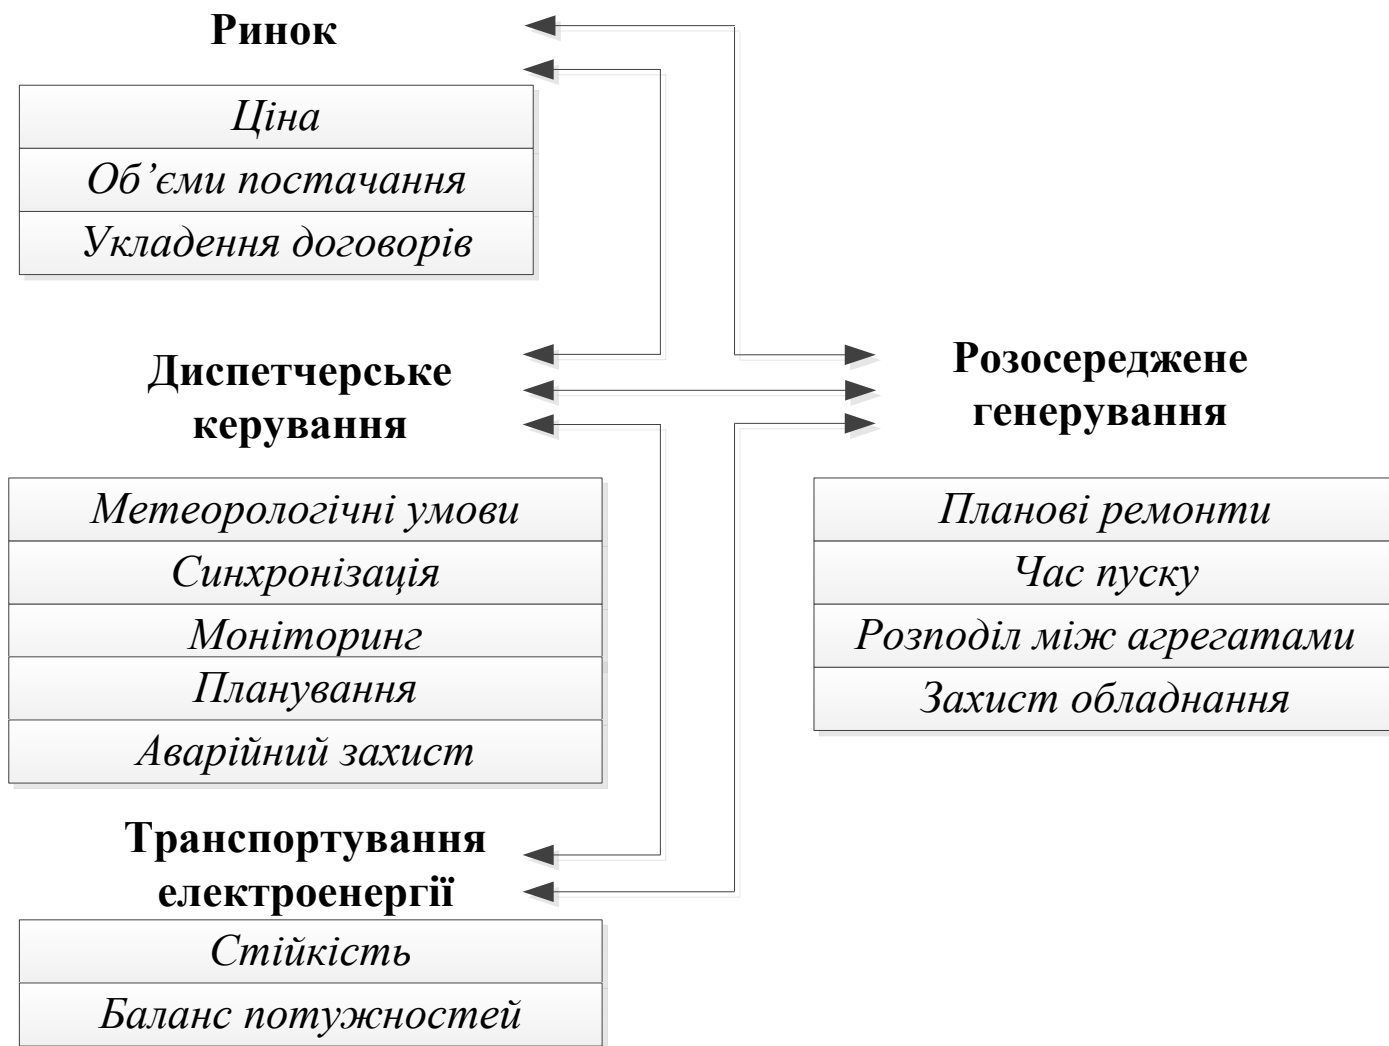 Ринок
Ціна
Об’єми постачання
Укладення договорів
Диспетчерське
керування
Метеорологічні умови
Синхронізація
Моніторинг
Планування
Аварійний захист
Транспортування
електроенергії
Стійкість
Баланс потужностей
Розосереджене
генерування
Планові ремонти
Час пуску
Розподіл між агрегатами
Захист обладнання